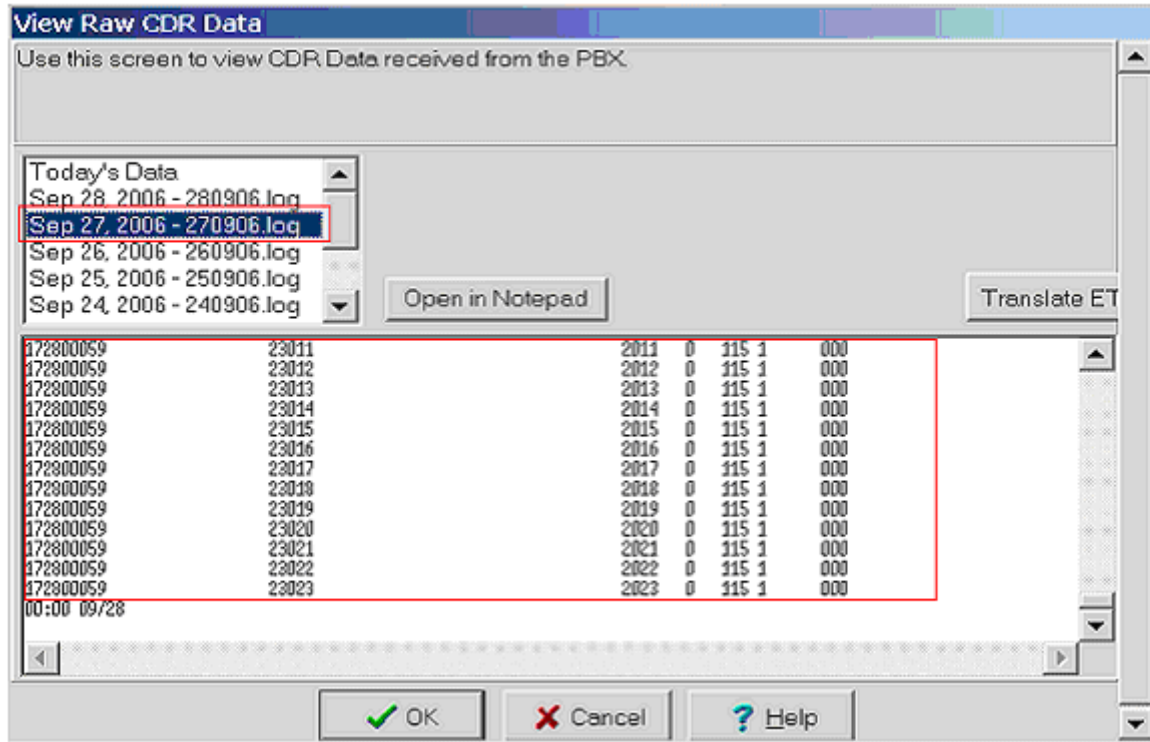 View Raw CDR Data
Use this screen to view CDR Data received from the PBX.
Today's Data
Sep 28, 2006 - 280906.log
Sep 27, 2006 - 270906.log
Sep 26, 2006 - 260906.log
Sep 25, 2006 - 250906.log
Sep 24, 2006 - 240906.log
Open in Notepad
Translate ET
172800059 23011 2011 0 115 1 000
172800059 23012 2012 0 115 1 000
172800059 23013 2013 0 115 1 000
172800059 23014 2014 0 115 1 000
172800059 23015 2015 0 115 1 000
172800059 23016 2016 0 115 1 000
172800059 23017 2017 0 115 1 000
172800059 23018 2018 0 115 1 000
172800059 23019 2019 0 115 1 000
172800059 23020 2020 0 115 1 000
172800059 23021 2021 0 115 1 000
172800059 23022 2022 0 115 1 000
172800059 23023 2023 0 115 1 000
00:00 09/28
OK
Cancel
? Help